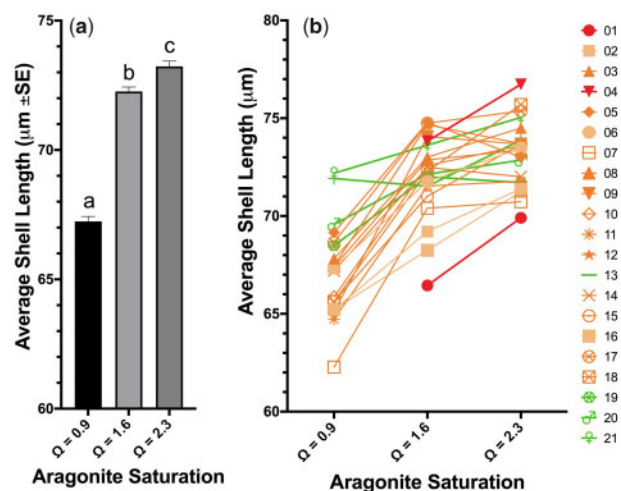 (a)
Average Shell Length (μm ±SE)
75
70
65
60
a
b
c
Ω = 0.9
Ω = 1.6
Ω = 2.3
Aragonite Saturation
(b)
Average Shell Length (μm)
80
75
70
65
60
Ω = 0.9
Ω = 1.6
Ω = 2.3
Aragonite Saturation
01
02
03
04
05
06
07
08
09
10
11
12
13
14
15
16
17
18
19
20
21